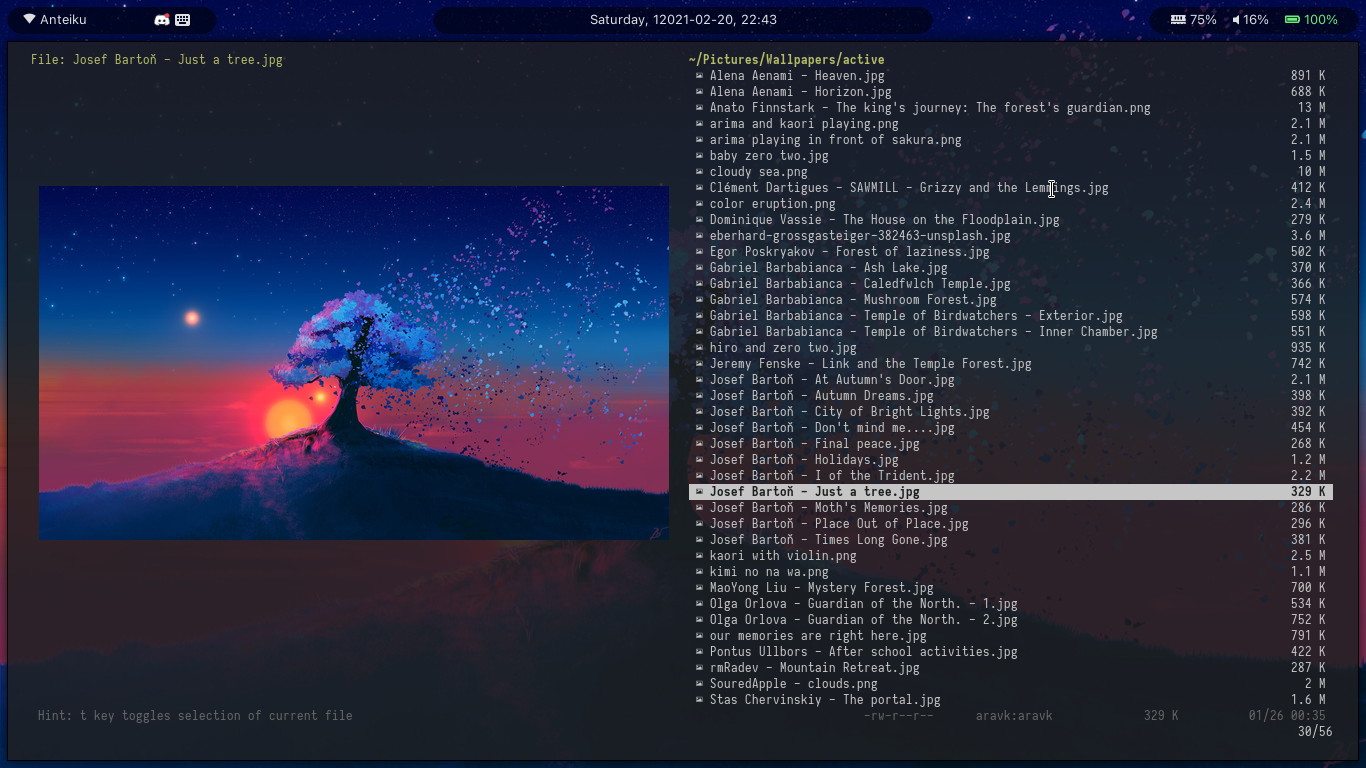 Anteiku
Saturday, 12021-02-20, 22:43
75% 16% 100%
File: Josef Bartoň - Just a tree.jpg
~/Pictures/Wallpapers/active
Alena Aenami - Heaven.jpg 891 K
Alena Aenami - Horizon.jpg 688 K
Anato Finnstark - The king's journey: The forest's guardian.png 13 M
arima and kaori playing.png 2.1 M
arima playing in front of sakura.png 2.1 M
baby zero two.jpg 1.5 M
cloudy sea.png 10 M
Clément Dartigues - SAWMILL - Grizzy and the Lemmings.jpg 412 K
color eruption.png 2.4 M
Dominique Vassie - The House on the Floodplain.jpg 279 K
eberhard-grossgasteiger-382463-unsplash.jpg 3.6 M
Egor Poskryakov - Forest of laziness.jpg 502 K
Gabriel Barbabianca - Ash Lake.jpg 370 K
Gabriel Barbabianca - Caledfwlch Temple.jpg 366 K
Gabriel Barbabianca - Mushroom Forest.jpg 574 K
Gabriel Barbabianca - Temple of Birdwatchers - Exterior.jpg 598 K
Gabriel Barbabianca - Temple of Birdwatchers - Inner Chamber.jpg 551 K
hiro and zero two.jpg 935 K
Jeremy Fenske - Link and the Temple Forest.jpg 742 K
Josef Bartoň - At Autumn's Door.jpg 2.1 M
Josef Bartoň - Autumn Dreams.jpg 398 K
Josef Bartoň - City of Bright Lights.jpg 392 K
Josef Bartoň - Don't mind me....jpg 454 K
Josef Bartoň - Final peace.jpg 268 K
Josef Bartoň - Holidays.jpg 1.2 M
Josef Bartoň - I of the Trident.jpg 2.2 M
Josef Bartoň - Just a tree.jpg 329 K
Josef Bartoň - Moth's Memories.jpg 286 K
Josef Bartoň - Place Out of Place.jpg 296 K
Josef Bartoň - Times Long Gone.jpg 381 K
kaori with violin.png 2.5 M
kimi no na wa.png 1.1 M
MaoYong Liu - Mystery Forest.jpg 700 K
Olga Orlova - Guardian of the North. - 1.jpg 534 K
Olga Orlova - Guardian of the North. - 2.jpg 752 K
our memories are right here.jpg 791 K
Pontus Ullbors - After school activities.jpg 422 K
rmRadev - Mountain Retreat.jpg 287 K
SouredApple - clouds.png 2 M
Stas Chervinskiy - The portal.jpg 1.6 M
Hint: t key toggles selection of current file
-rw-r--r-- aravk:aravk 329 K 01/26 00:35
30/56